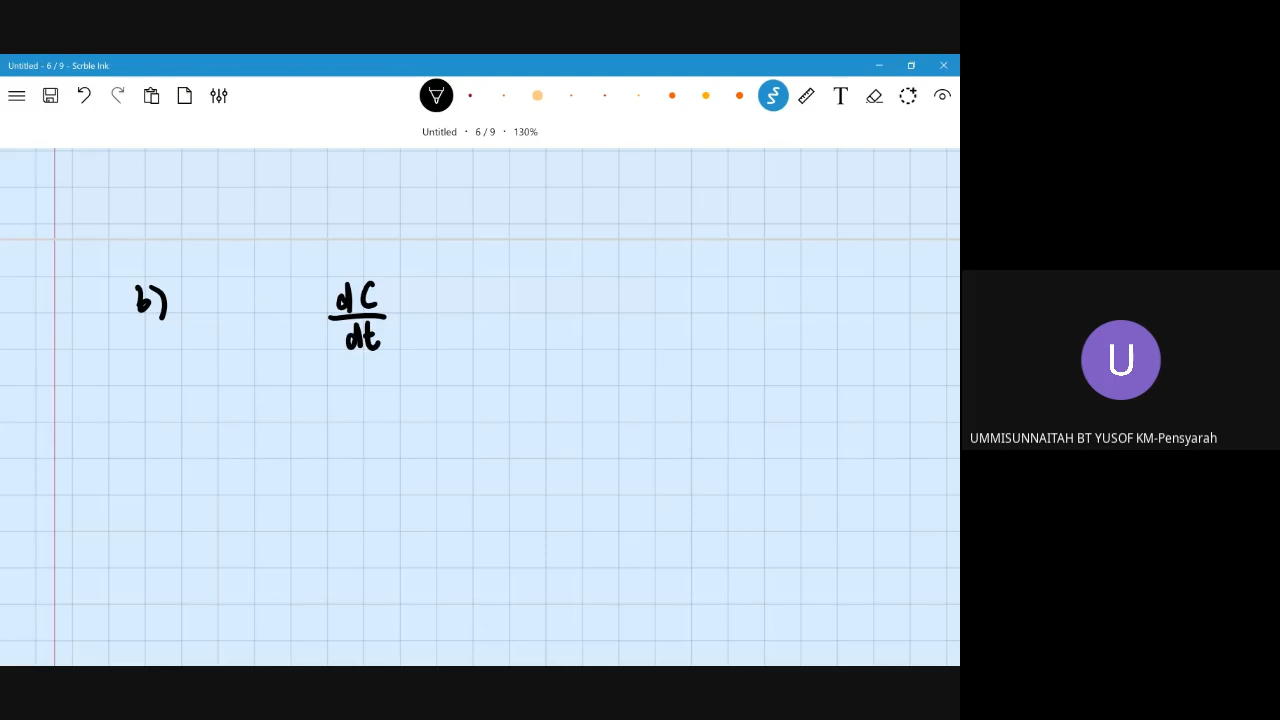 Untitled - 6 / 9 - Scrble Ink
T
Untitled • 6 / 9 • 130%
b) dC
dt
U
UMMISUNNAITAH BT YUSOF KM-Pensyarah